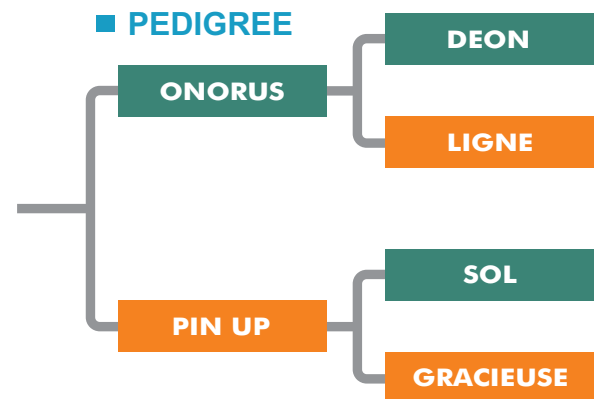 PEDIGREE
DEON
ONORUS
LIGNE
SOL
PIN UP
GRACIEUSE